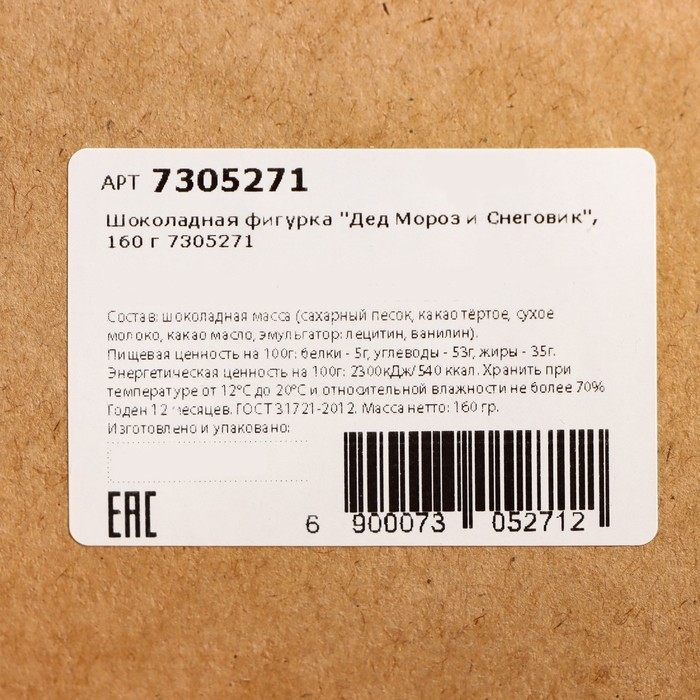 АРТ 7305271
Шоколадная фигурка "Дед Мороз и Снеговик",
160 г 7305271
Состав: шоколадная масса (сахарный песок, какао тёртое, сухое
молоко, какао масло, эмульгатор: лецитин, ванилин).
Пищевая ценность на 100г: белки - 5г, углеводы - 53г, жиры - 35г.
Энергетическая ценность на 100г: 2300кДж/540 ккал. Хранить при
температуре от 12°С до 20°С и относительной влажности не более 70%
Годен 12 месяцев. ГОСТ 31721-2012. Масса нетто: 160 гр.
Изготовлено и упаковано:
EAC
6 900073 052712